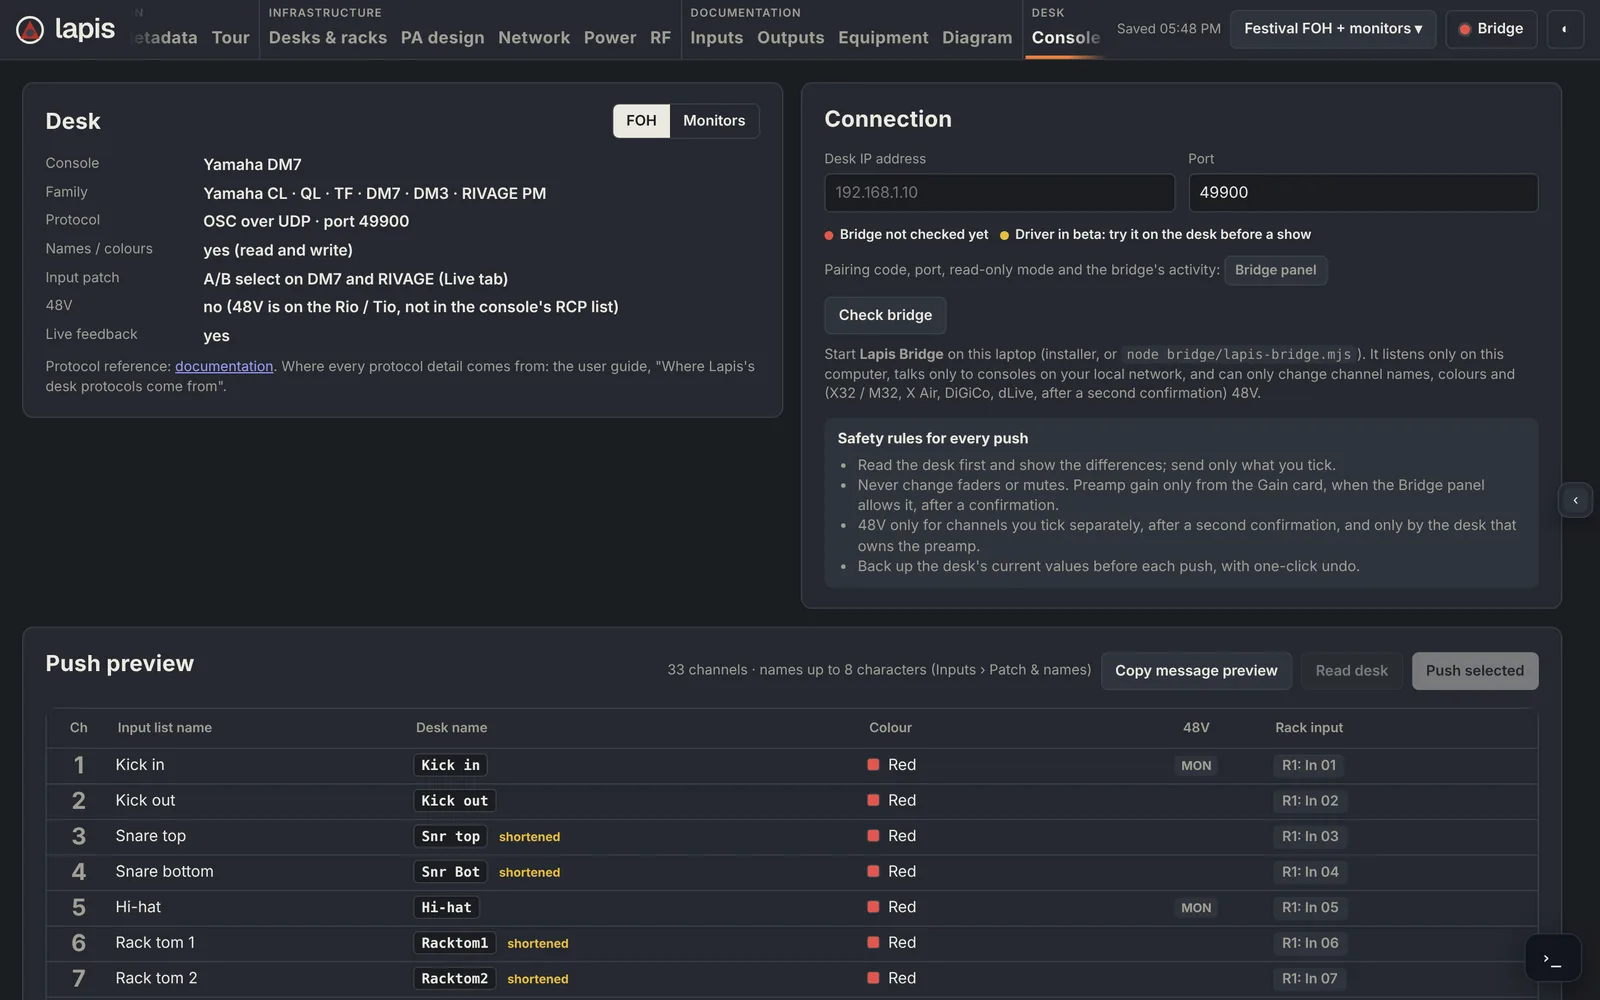 lapis
etadata Tour
INFRASTRUCTURE
Desks & racks PA design Network Power RF
DOCUMENTATION
Inputs Outputs Equipment Diagram
DESK
Console
Saved 05:48 PM
Festival FOH + monitors ▾
Bridge
Desk
FOH Monitors
Console Yamaha DM7
Family Yamaha CL · QL · TF · DM7 · DM3 · RIVAGE PM
Protocol OSC over UDP · port 49900
Names / colours yes (read and write)
Input patch A/B select on DM7 and RIVAGE (Live tab)
48V no (48V is on the Rio / Tio, not in the console's RCP list)
Live feedback yes
Protocol reference: documentation. Where every protocol detail comes from: the user guide, "Where Lapis's
desk protocols come from".
Connection
Desk IP address Port
192.168.1.10 49900
Bridge not checked yet Driver in beta: try it on the desk before a show
Pairing code, port, read-only mode and the bridge's activity: Bridge panel
Check bridge
Start Lapis Bridge on this laptop (installer, or node bridge/lapis-bridge.mjs ). It listens only on this
computer, talks only to consoles on your local network, and can only change channel names, colours and
(X32 / M32, X Air, DiGiCo, dLive, after a second confirmation) 48V.
Safety rules for every push
• Read the desk first and show the differences; send only what you tick.
• Never change faders or mutes. Preamp gain only from the Gain card, when the Bridge panel
allows it, after a confirmation.
• 48V only for channels you tick separately, after a second confirmation, and only by the desk that
owns the preamp.
• Back up the desk's current values before each push, with one-click undo.
Push preview
33 channels · names up to 8 characters (Inputs › Patch & names) Copy message preview Read desk Push selected
Ch Input list name Desk name Colour 48V Rack input
1 Kick in Kick in Red MON R1: In 01
2 Kick out Kick out Red R1: In 02
3 Snare top Snr top shortened Red R1: In 03
4 Snare bottom Snr Bot shortened Red R1: In 04
5 Hi-hat Hi-hat Red MON R1: In 05
6 Rack tom 1 Racktom1 shortened Red R1: In 06
7 Rack tom 2 Racktom2 shortened Red R1: In 07